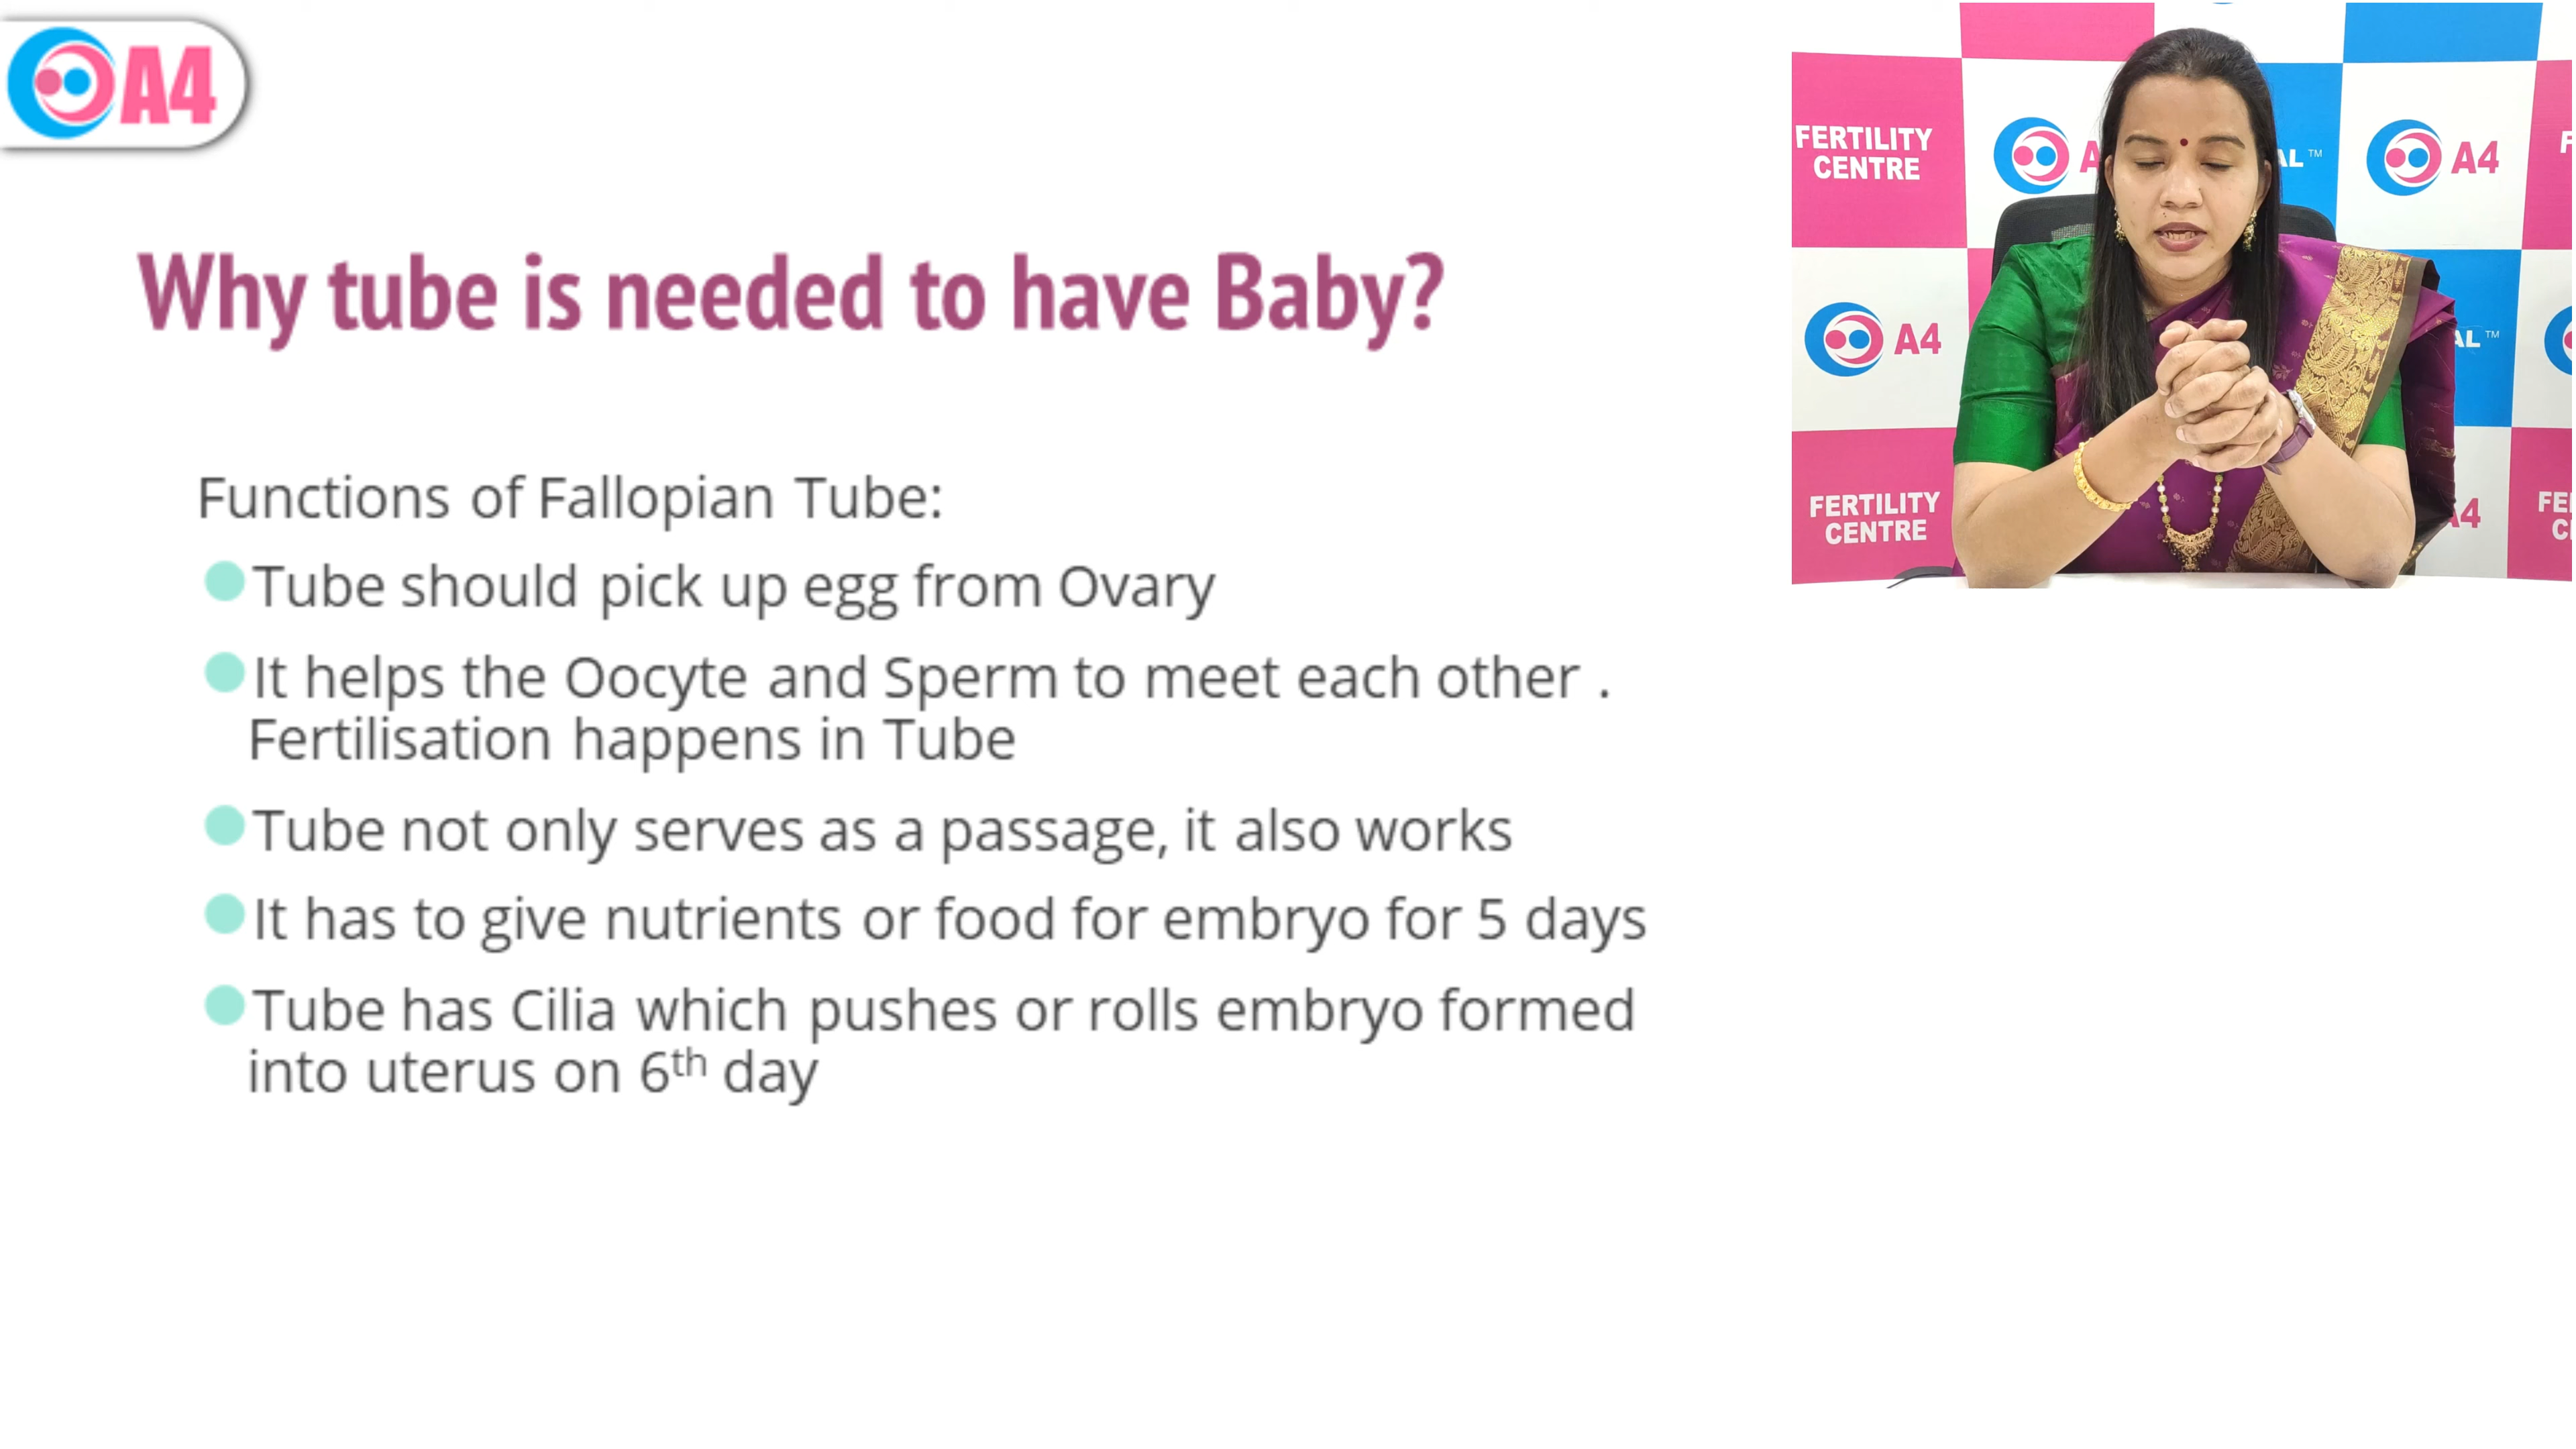 A4
Why tube is needed to have Baby?
Functions of Fallopian Tube:
Tube should pick up egg from Ovary
It helps the Oocyte and Sperm to meet each other .
Fertilisation happens in Tube
Tube not only serves as a passage, it also works
It has to give nutrients or food for embryo for 5 days
Tube has Cilia which pushes or rolls embryo formed
into uterus on 6th day
FERTILITY
CENTRE
A4
A4
FERTILITY
CENTRE